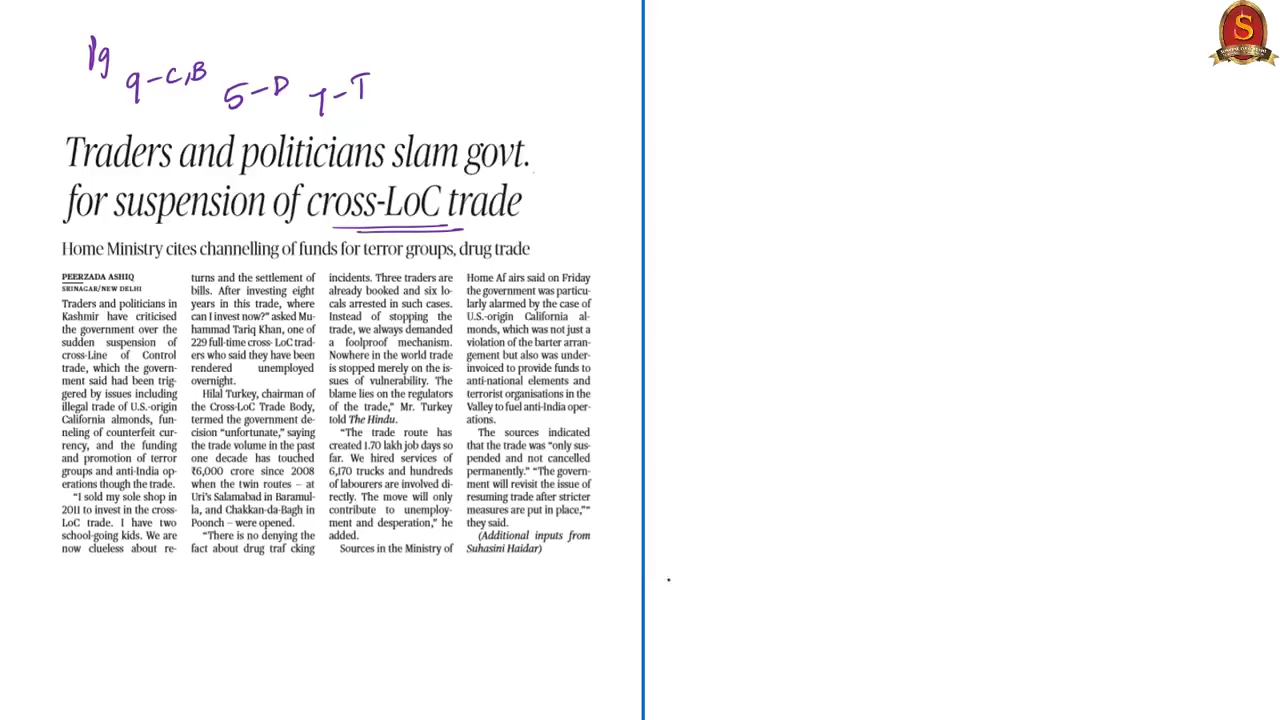 Pg
9-C,B
5-D
7-T
S
Traders and politicians slam govt.
for suspension of cross-LoC trade
Home Ministry cites channelling of funds for terror groups, drug trade
PEERZADA ASHIQ
SRINAGAR/NEW DELHI
Traders and politicians in
Kashmir have criticised
the government over the
sudden suspension of
cross-Line of Control
trade, which the govern-
ment said had been trig-
gered by issues including
illegal trade of U.S.-origin
California almonds, fun-
neling of counterfeit cur-
rency, and the funding
and promotion of terror
groups and anti-India op-
erations though the trade.
“I sold my sole shop in
2011 to invest in the cross-
LoC trade. I have two
school-going kids. We are
now clueless about re-
turns and the settlement of
bills. After investing eight
years in this trade, where
can I invest now?” asked Mu-
hammad Tariq Khan, one of
229 full-time cross- LoC trad-
ers who said they have been
rendered unemployed
overnight.
Hilal Turkey, chairman of
the Cross-LoC Trade Body,
termed the government de-
cision “unfortunate,” saying
the trade volume in the past
one decade has touched
₹6,000 crore since 2008
when the twin routes – at
Uri's Salamabad in Baramul-
la, and Chakkan-da-Bagh in
Poonch – were opened.
“There is no denying the
fact about drug traf cking
incidents. Three traders are
already booked and six lo-
cals arrested in such cases.
Instead of stopping the
trade, we always demanded
a foolproof mechanism.
Nowhere in the world trade
is stopped merely on the is-
sues of vulnerability. The
blame lies on the regulators
of the trade,” Mr. Turkey
told The Hindu.
“The trade route has
created 1.70 lakh job days so
far. We hired services of
6,170 trucks and hundreds
of labourers are involved di-
rectly. The move will only
contribute to unemploy-
ment and desperation,” he
added.
Sources in the Ministry of
Home Af airs said on Friday
the government was particu-
larly alarmed by the case of
U.S.-origin California al-
monds, which was not just a
violation of the barter arran-
gement but also was under-
invoiced to provide funds to
anti-national elements and
terrorist organisations in the
Valley to fuel anti-India oper-
ations.
The sources indicated
that the trade was “only sus-
pended and not cancelled
permanently.” “The govern-
ment will revisit the issue of
resuming trade after stricter
measures are put in place,””
they said.
(Additional inputs from
Suhasini Haidar)